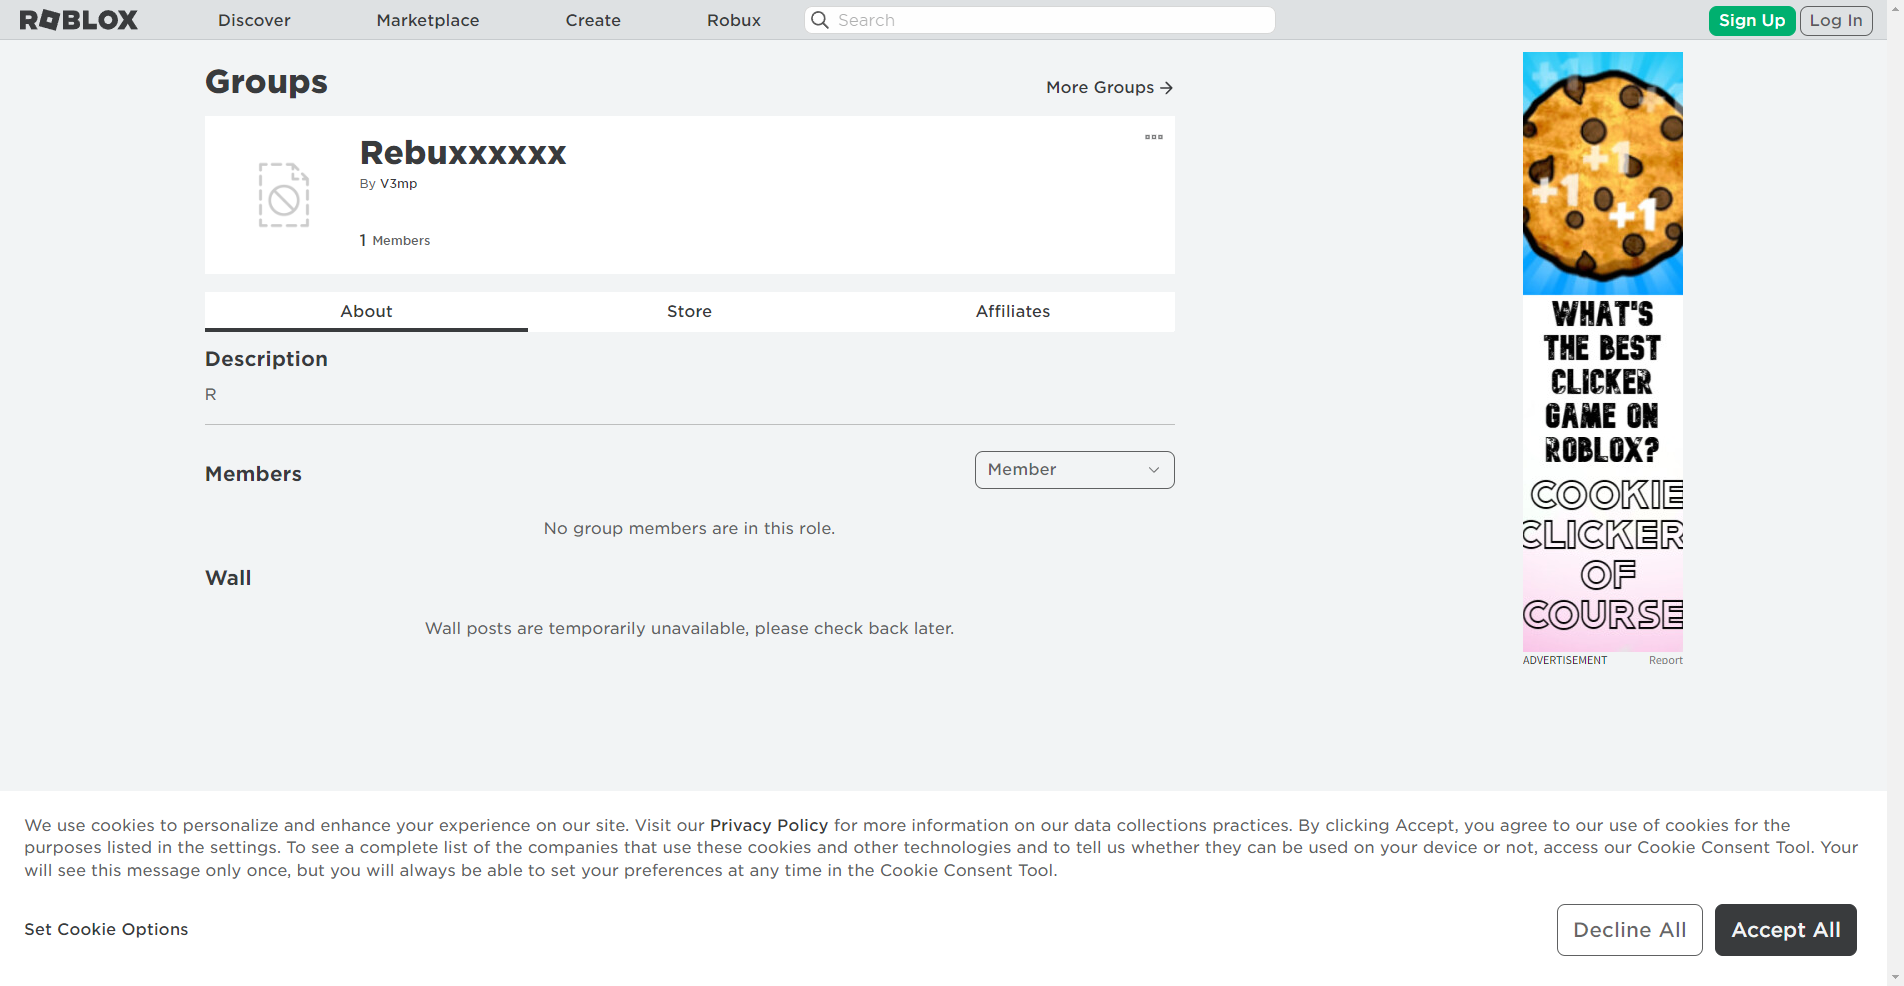 ROBLOX
Discover
Marketplace
Create
Robux
Search
Sign Up
Log In
Groups
More Groups
Rebuxxxxxx
By V3mp
1 Members
About
Store
Affiliates
Description
R
Members
Member
No group members are in this role.
Wall
Wall posts are temporarily unavailable, please check back later.
+1
+1
+1
+1
WHAT'S
THE BEST
CLICKER
GAME ON
ROBLOX?
COOKIE
CLICKER
OF
COURSE
ADVERTISEMENT
Report
We use cookies to personalize and enhance your experience on our site. Visit our Privacy Policy for more information on our data collections practices. By clicking Accept, you agree to our use of cookies for the
purposes listed in the settings. To see a complete list of the companies that use these cookies and other technologies and to tell us whether they can be used on your device or not, access our Cookie Consent Tool. Your
will see this message only once, but you will always be able to set your preferences at any time in the Cookie Consent Tool.
Set Cookie Options
Decline All
Accept All